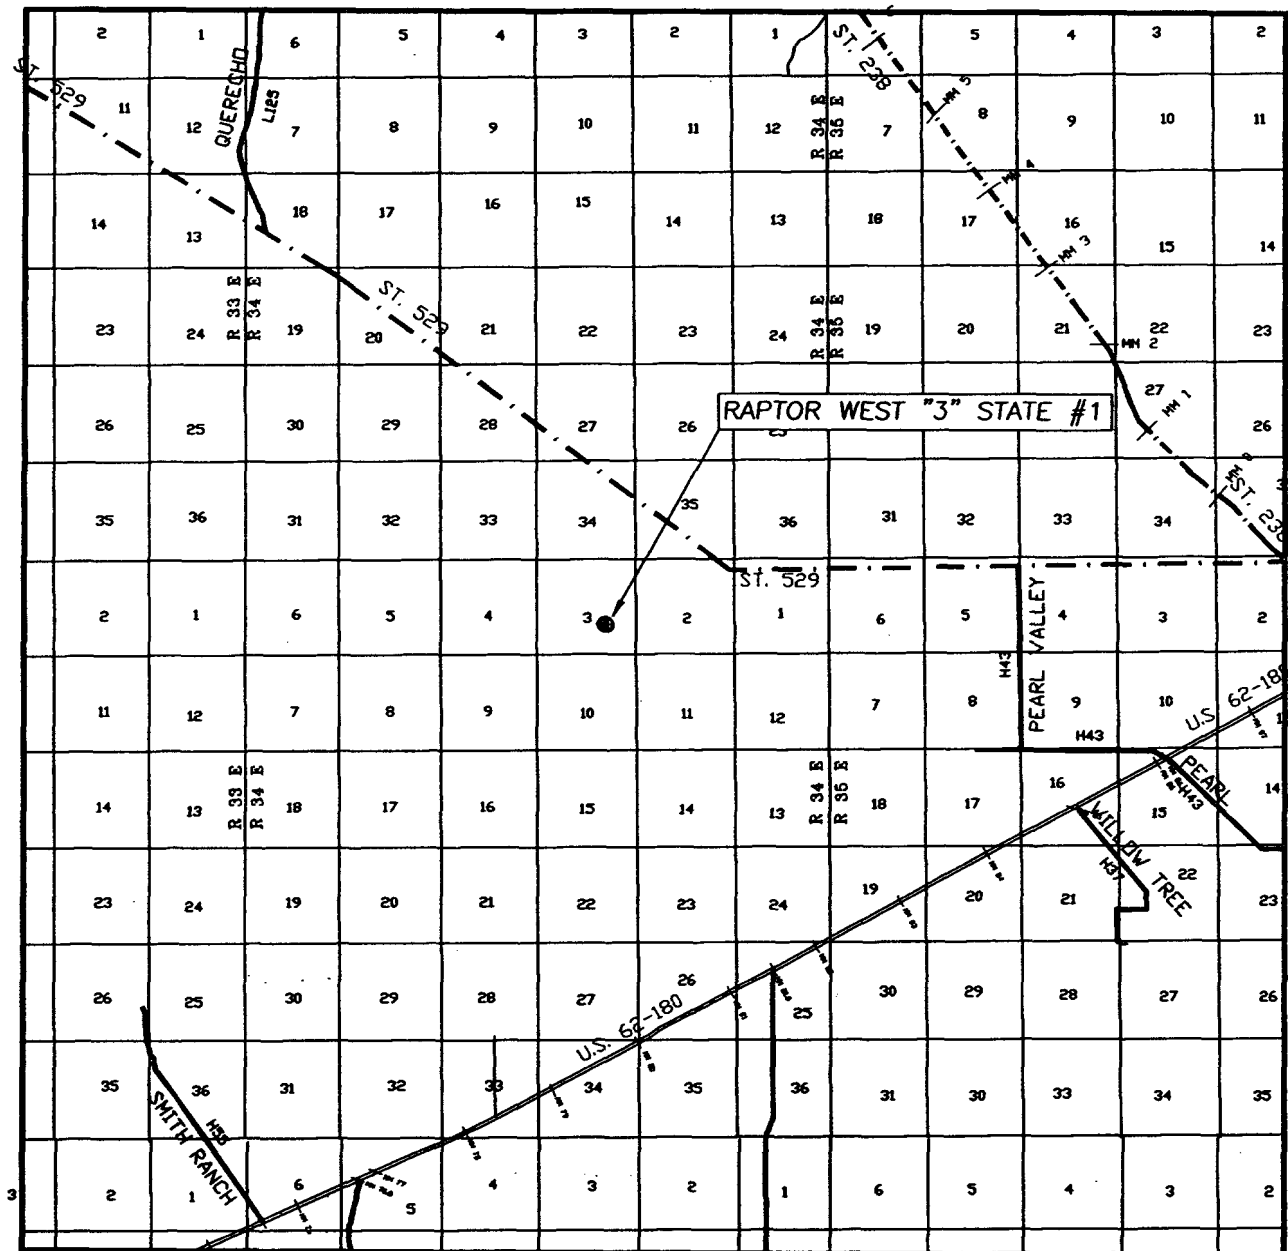 2 1 6 5 4 3 2 1 5 4 3 2
ST. 238
ST. 529
QUERECHO
L125
MM 5
11 12 7 8 9 10 11 12 7 8 9 10 11
R 34 E
R 35 E
MM 4
14 13 18 17 16 15 14 13 18 17 16 15 14
MM 3
R 33 E
R 34 E
ST. 529
R 34 E
R 35 E
23 24 19 20 21 22 23 24 19 20 21 22 23
MM 2
27
MM 1
RAPTOR WEST "3" STATE #1
26 25 30 29 28 27 26 26
MM 0
ST. 238
35 36 31 32 33 34 35 36 31 32 33 34
ST. 529
2 1 6 5 4 3 2 1 6 5 4 3 2
PEARL VALLEY
H43
11 12 7 8 9 10 11 12 7 8 9 10
U.S. 62-180
H43
R 33 E
R 34 E
R 34 E
R 35 E
PEARL
H43
14 13 18 17 16 15 14 13 18 17 16 15 14
WILLOW TREE
H37
23 24 19 20 21 22 23 24 19 20 21 22 23
26 25 30 29 28 27 26 25 30 29 28 27 26
U.S. 62-180
35 36 31 32 33 34 35 36 31 30 33 34 35
SMITH RANCH
MM 77
3 2 1 6 5 4 3 2 1 6 5 4 3 2